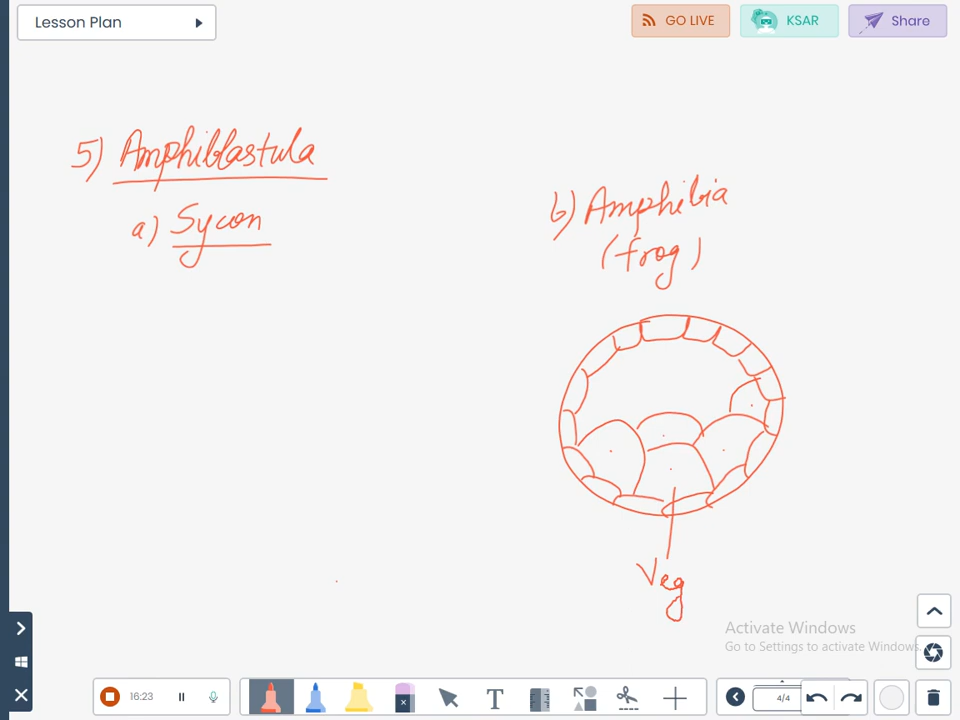 Lesson Plan
GO LIVE
KSAR
Share
5) Amphiblastula
a) Sycon
b) Amphibia
(frog)
Veg
Activate Windows
Go to Settings to activate Windows.
16:23
T
4/4